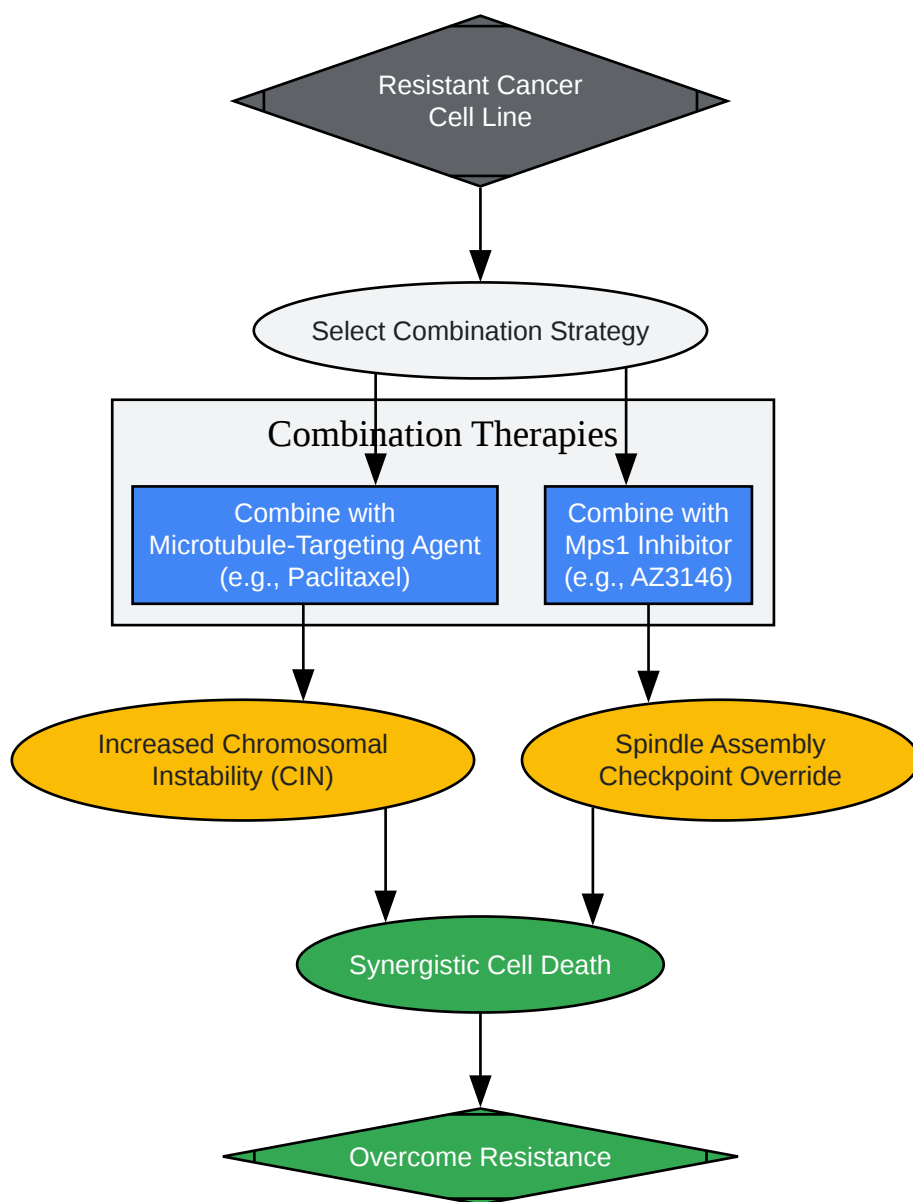 Resistant Cancer
Cell Line
Select Combination Strategy
Combination Therapies
Combine with
Microtubule-Targeting Agent
(e.g., Paclitaxel)
Combine with
Mps1 Inhibitor
(e.g., AZ3146)
Increased Chromosomal
Instability (CIN)
Spindle Assembly
Checkpoint Override
Synergistic Cell Death
Overcome Resistance